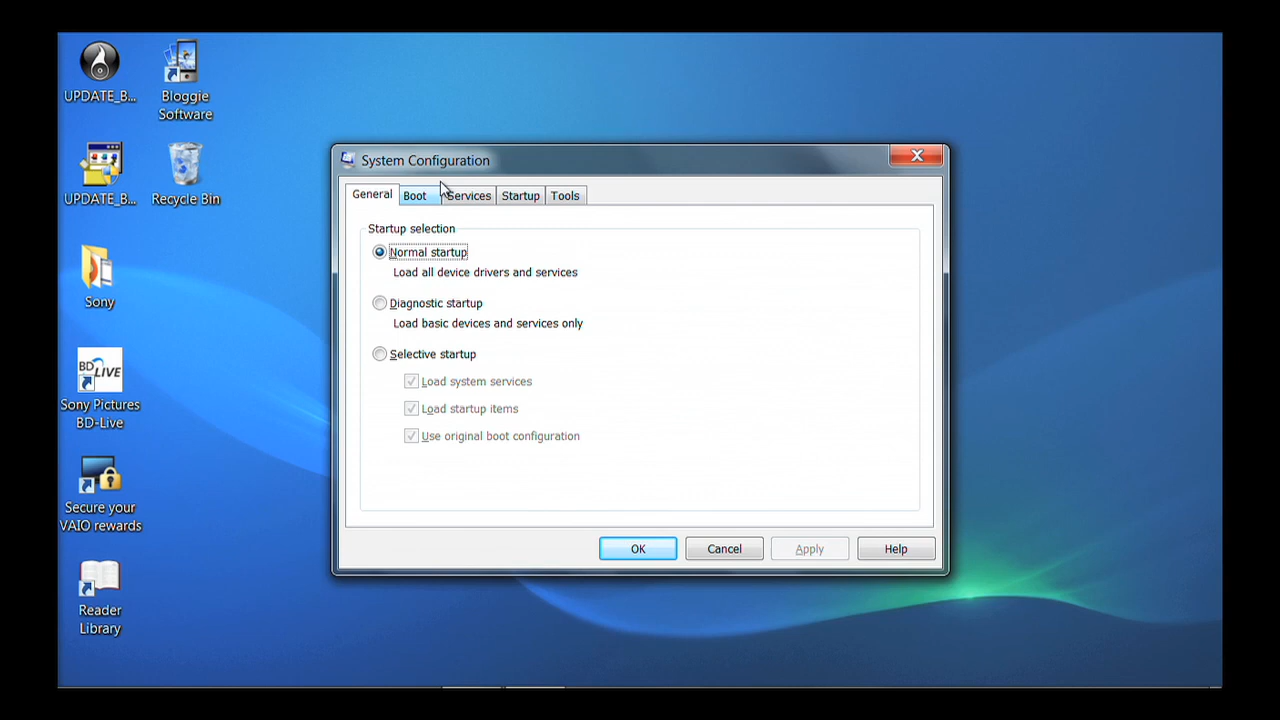 UPDATE_B...
Bloggie
Software
UPDATE_B...
Recycle Bin
Sony
BD LIVE
Sony Pictures
BD-Live
Secure your
VAIO rewards
Reader
Library
System Configuration
General Boot Services Startup Tools
Startup selection
Normal startup
Load all device drivers and services
Diagnostic startup
Load basic devices and services only
Selective startup
Load system services
Load startup items
Use original boot configuration
OK Cancel Apply Help